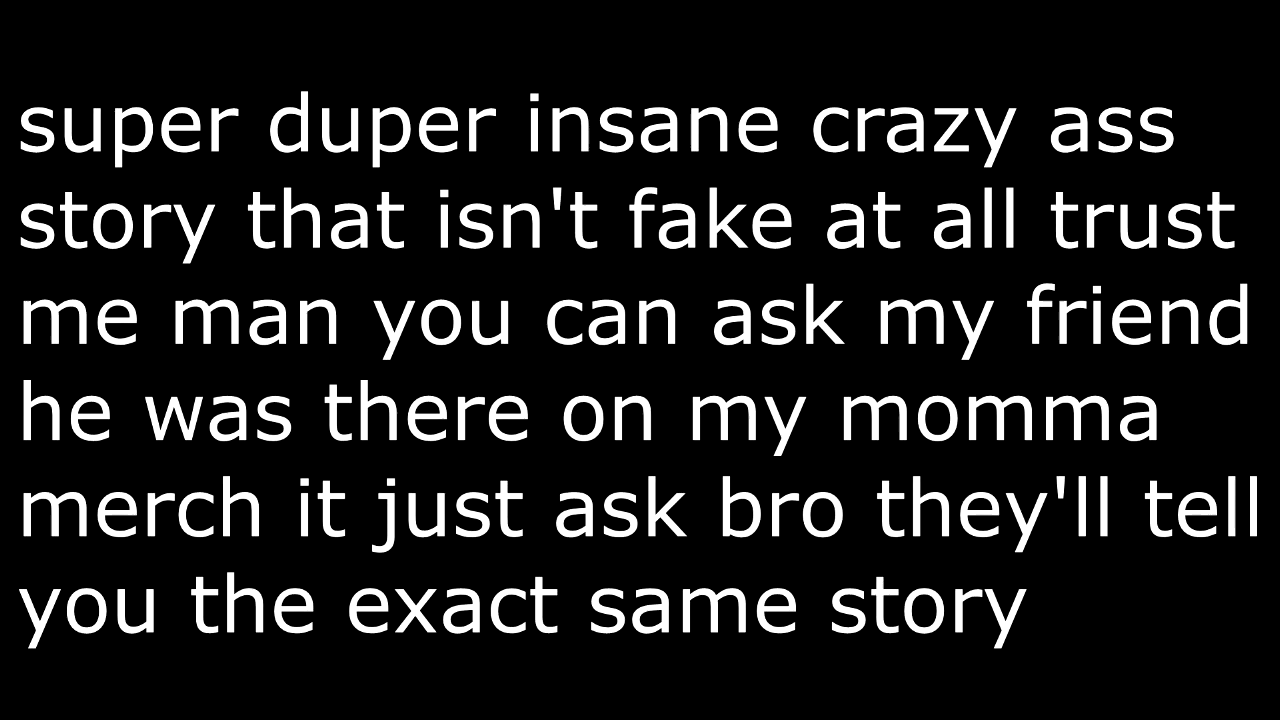 super duper insane crazy ass
story that isn't fake at all trust
me man you can ask my friend
he was there on my momma
merch it just ask bro they'll tell
you the exact same story